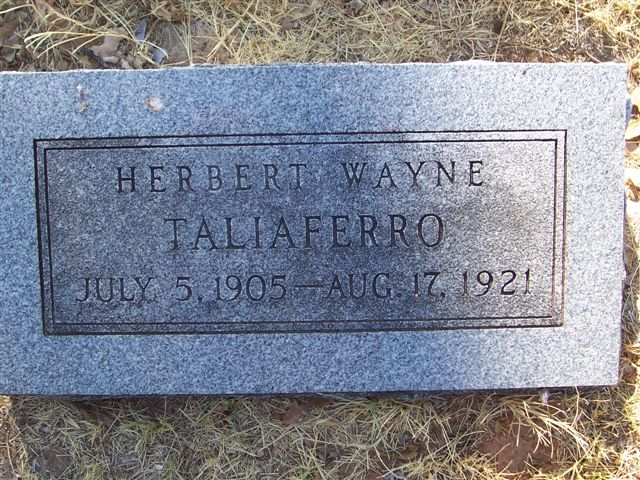 HERBERT WAYNE
TALIAFERRO
JULY 5, 1905—AUG. 17, 1921